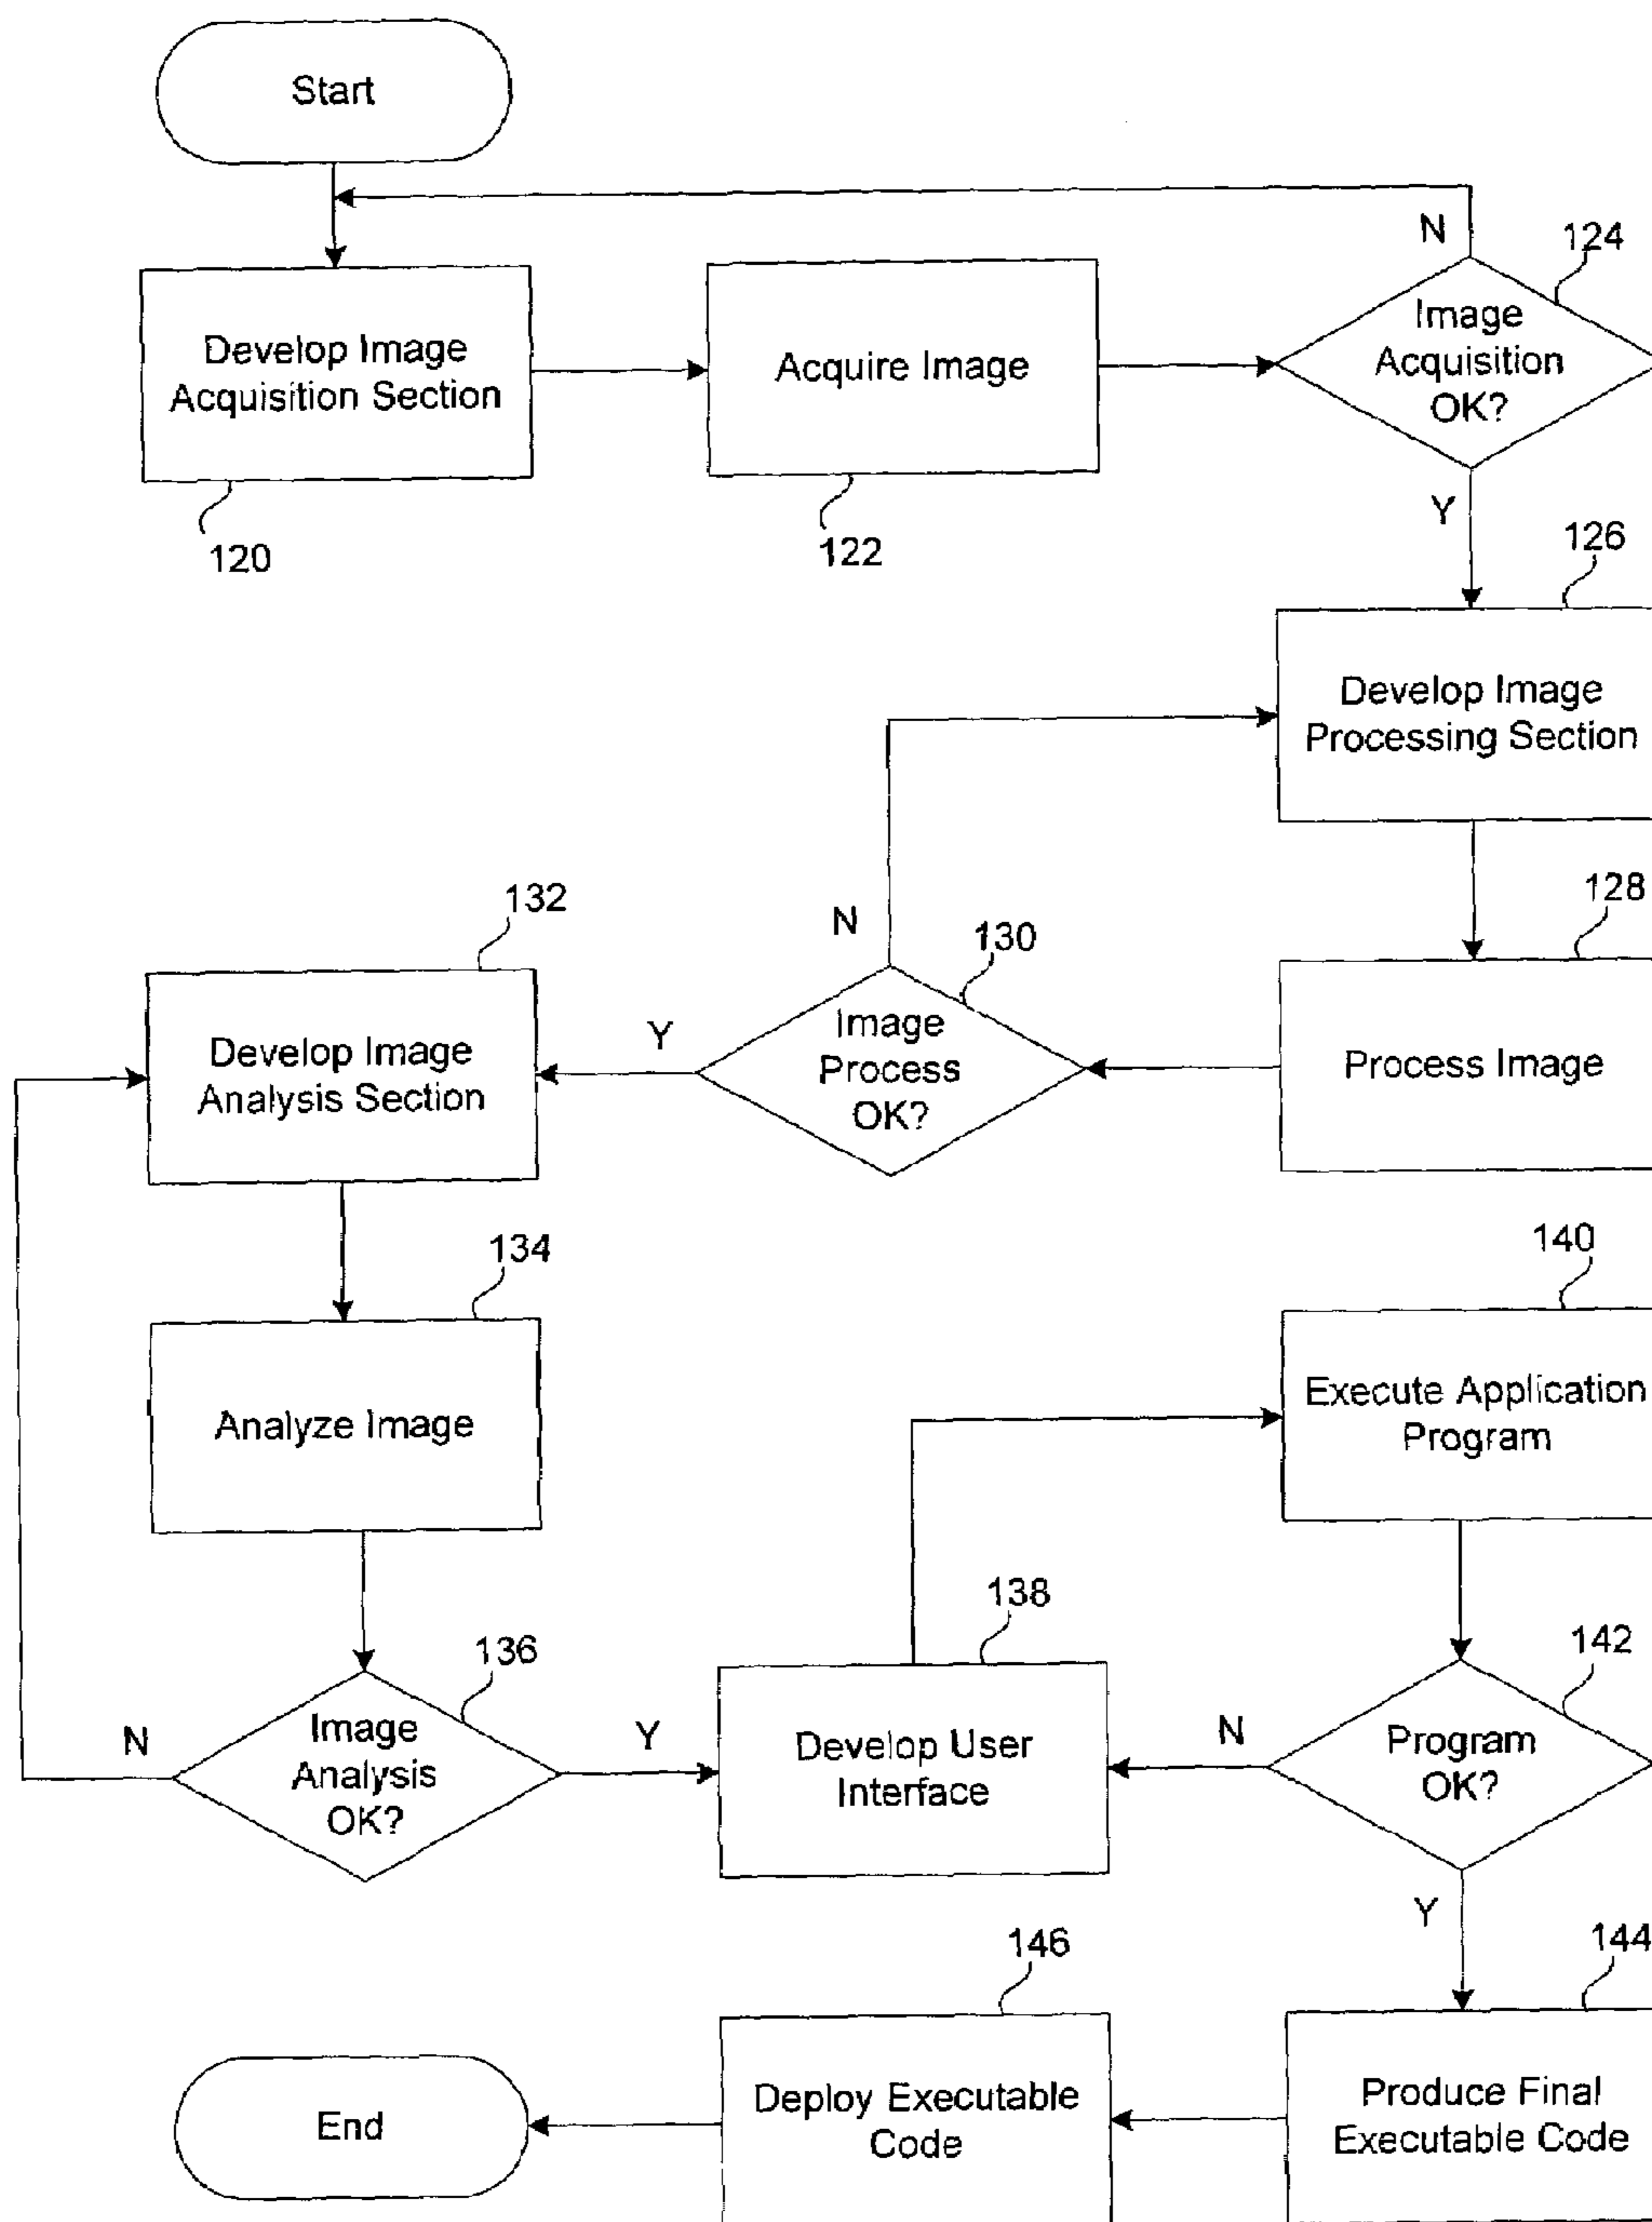 Start
N
124
Develop Image
Acquisition Section
Acquire Image
Image
Acquisition
OK?
120
122
Y
126
Develop Image
Processing Section
128
132
N
130
Develop Image
Analysis Section
Y
Image
Process
OK?
Process Image
134
140
Analyze Image
Execute Application
Program
138
136
142
N
Image
Analysis
OK?
Y
Develop User
Interface
N
Program
OK?
Y
146
144
End
Deploy Executable
Code
Produce Final
Executable Code